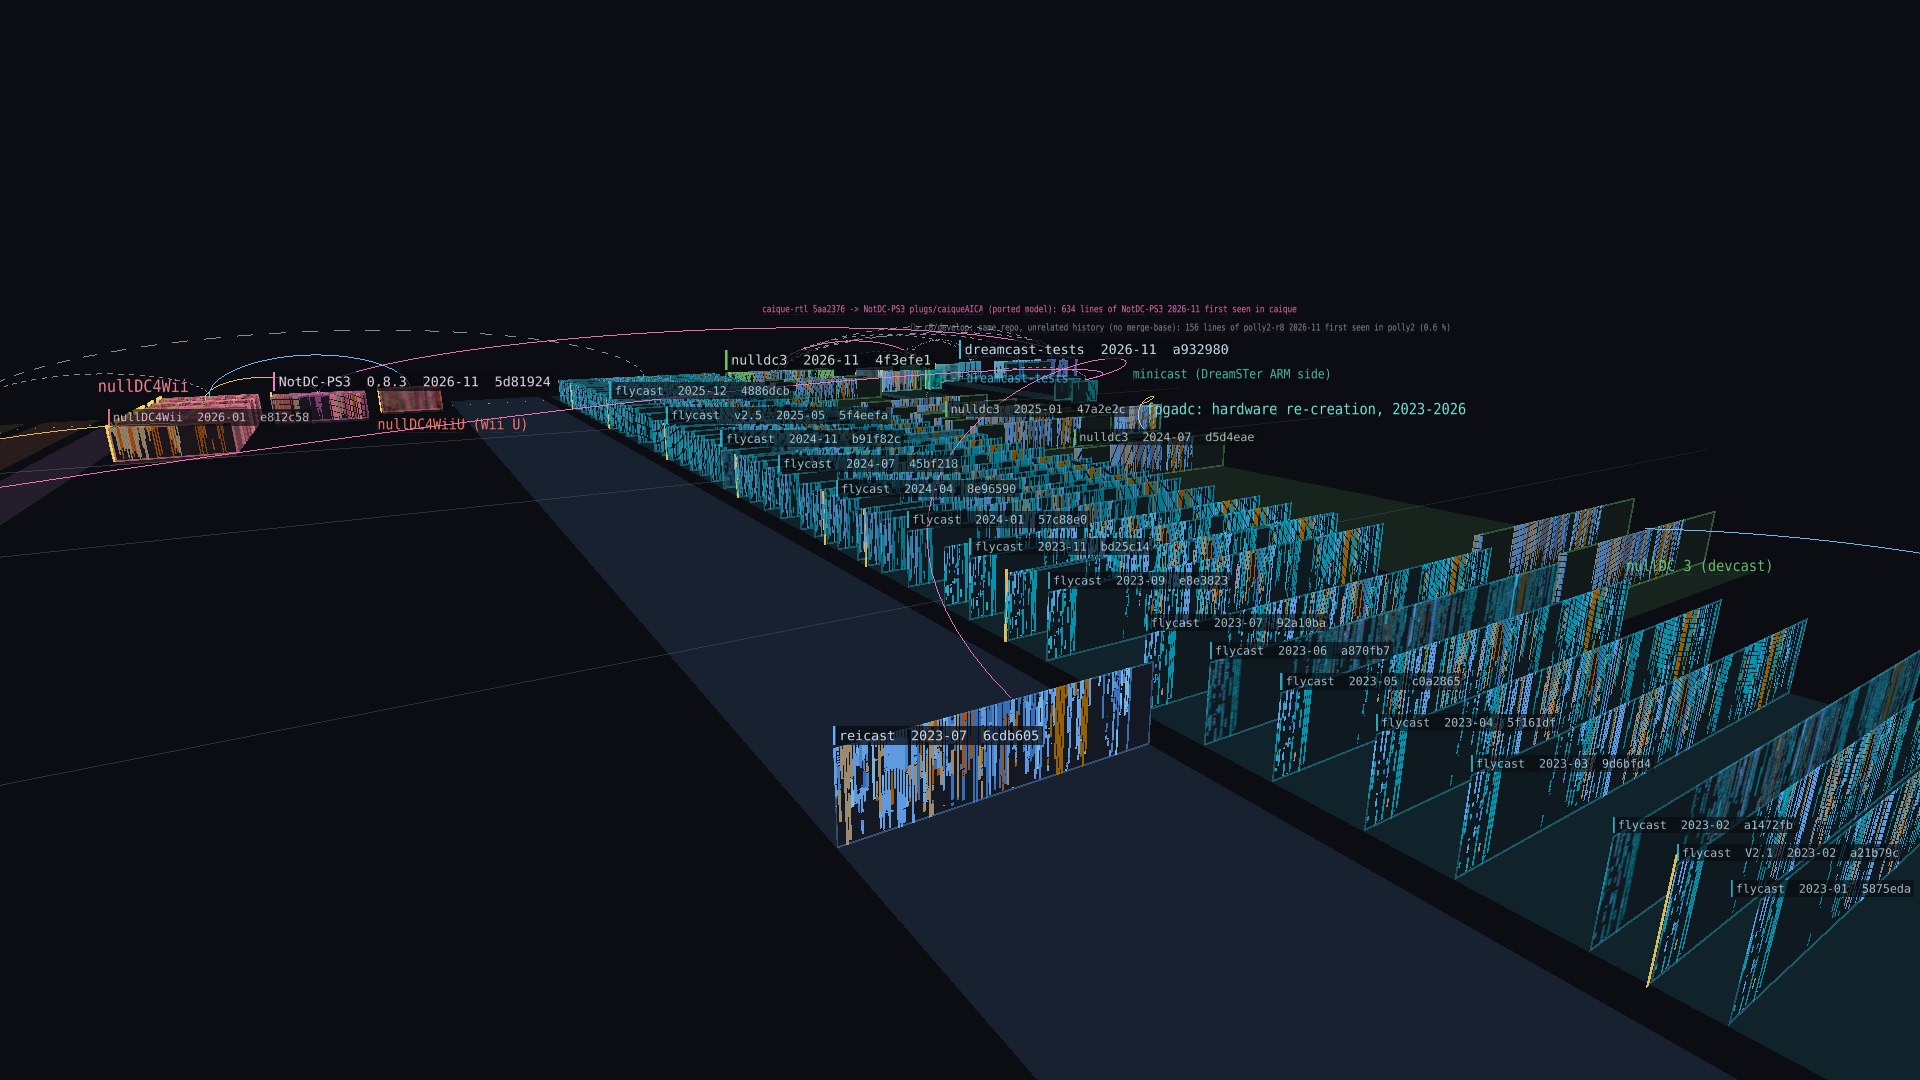 caique-rtl 5aa2376 -> NotDC-PS3 plugs/caiqueAICA (ported model): 634 lines of NotDC-PS3 2026-11 first seen in caique
same repo, unrelated history (no merge-base): 156 lines of polly2-r8 2026-11 first seen in polly2 (0.6 %)
dreamcast-tests 2026-11 a932980
nulldc3 2026-11 4f3efe1
minicast (DreamSTer ARM side)
dreamcast-tests
NotDC-PS3 0.8.3 2026-11 5d81924
nullDC4Wii
flycast 2025-12 4886dcb
nulldc3 2025-01 47a2e2c
fpgadc: hardware re-creation, 2023-2026
nullDC4Wii 2026-01 e812c58
flycast v2.5 2025-05 5f4eefa
nullDC4WiiU (Wii U)
flycast 2024-11 b91f82c
nulldc3 2024-07 d5d4eae
flycast 2024-07 45bf218
flycast 2024-04 8e96590
flycast 2024-01 57c88e0
flycast 2023-11 bd25c14
nullDC 3 (devcast)
flycast 2023-09 e8e3823
flycast 2023-07 92a10ba
flycast 2023-06 a870fb7
flycast 2023-05 c0a2865
flycast 2023-04 5f161df
reicast 2023-07 6cdb605
flycast 2023-03 9d6bfd4
flycast 2023-02 a1472fb
flycast V2.1 2023-02 a21b79c
flycast 2023-01 5875eda